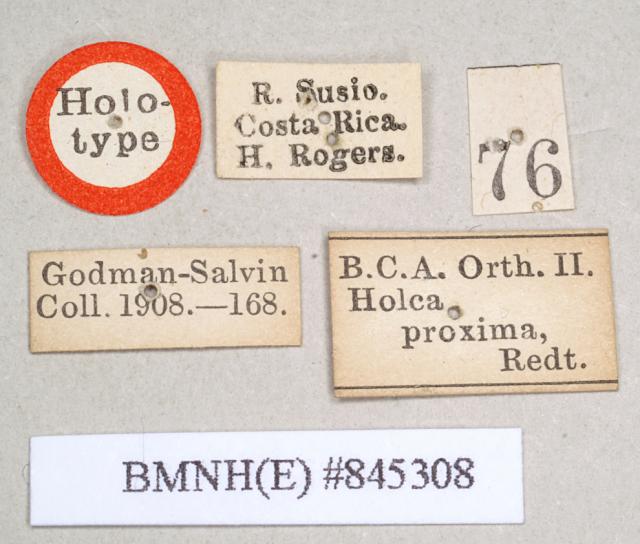 Holo-
type
R. Susio.
Costa Rica.
H. Rogers.
76
Godman-Salvin
Coll. 1908.—168.
B.C.A. Orth. II.
Holca
proxima,
Redt.
BMNH(E) #845308